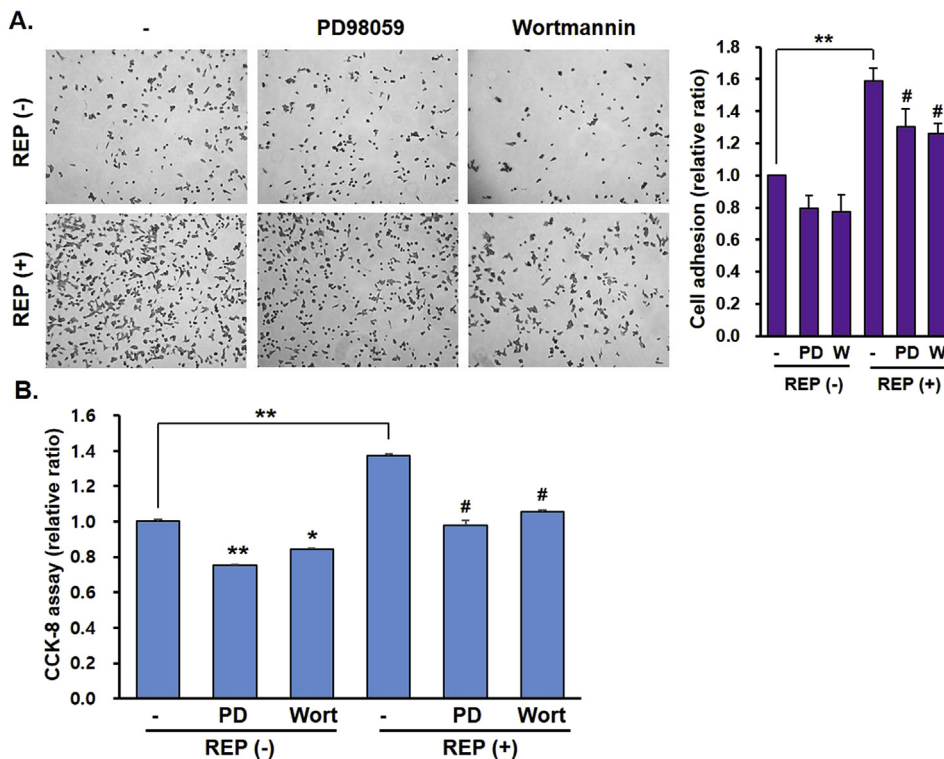 A.
- PD98059 Wortmannin
REP (-)
REP (+)
Cell adhesion (relative ratio)
1.8
1.6
1.4
1.2
1.0
0.8
0.6
0.4
0.2
0.0
**
# #
- PD W - PD W
REP (-) REP (+)
B.
CCK-8 assay (relative ratio)
1.6
1.4
1.2
1.0
0.8
0.6
0.4
0.2
0.0
**
** * # #
- PD Wort - PD Wort
REP (-) REP (+)